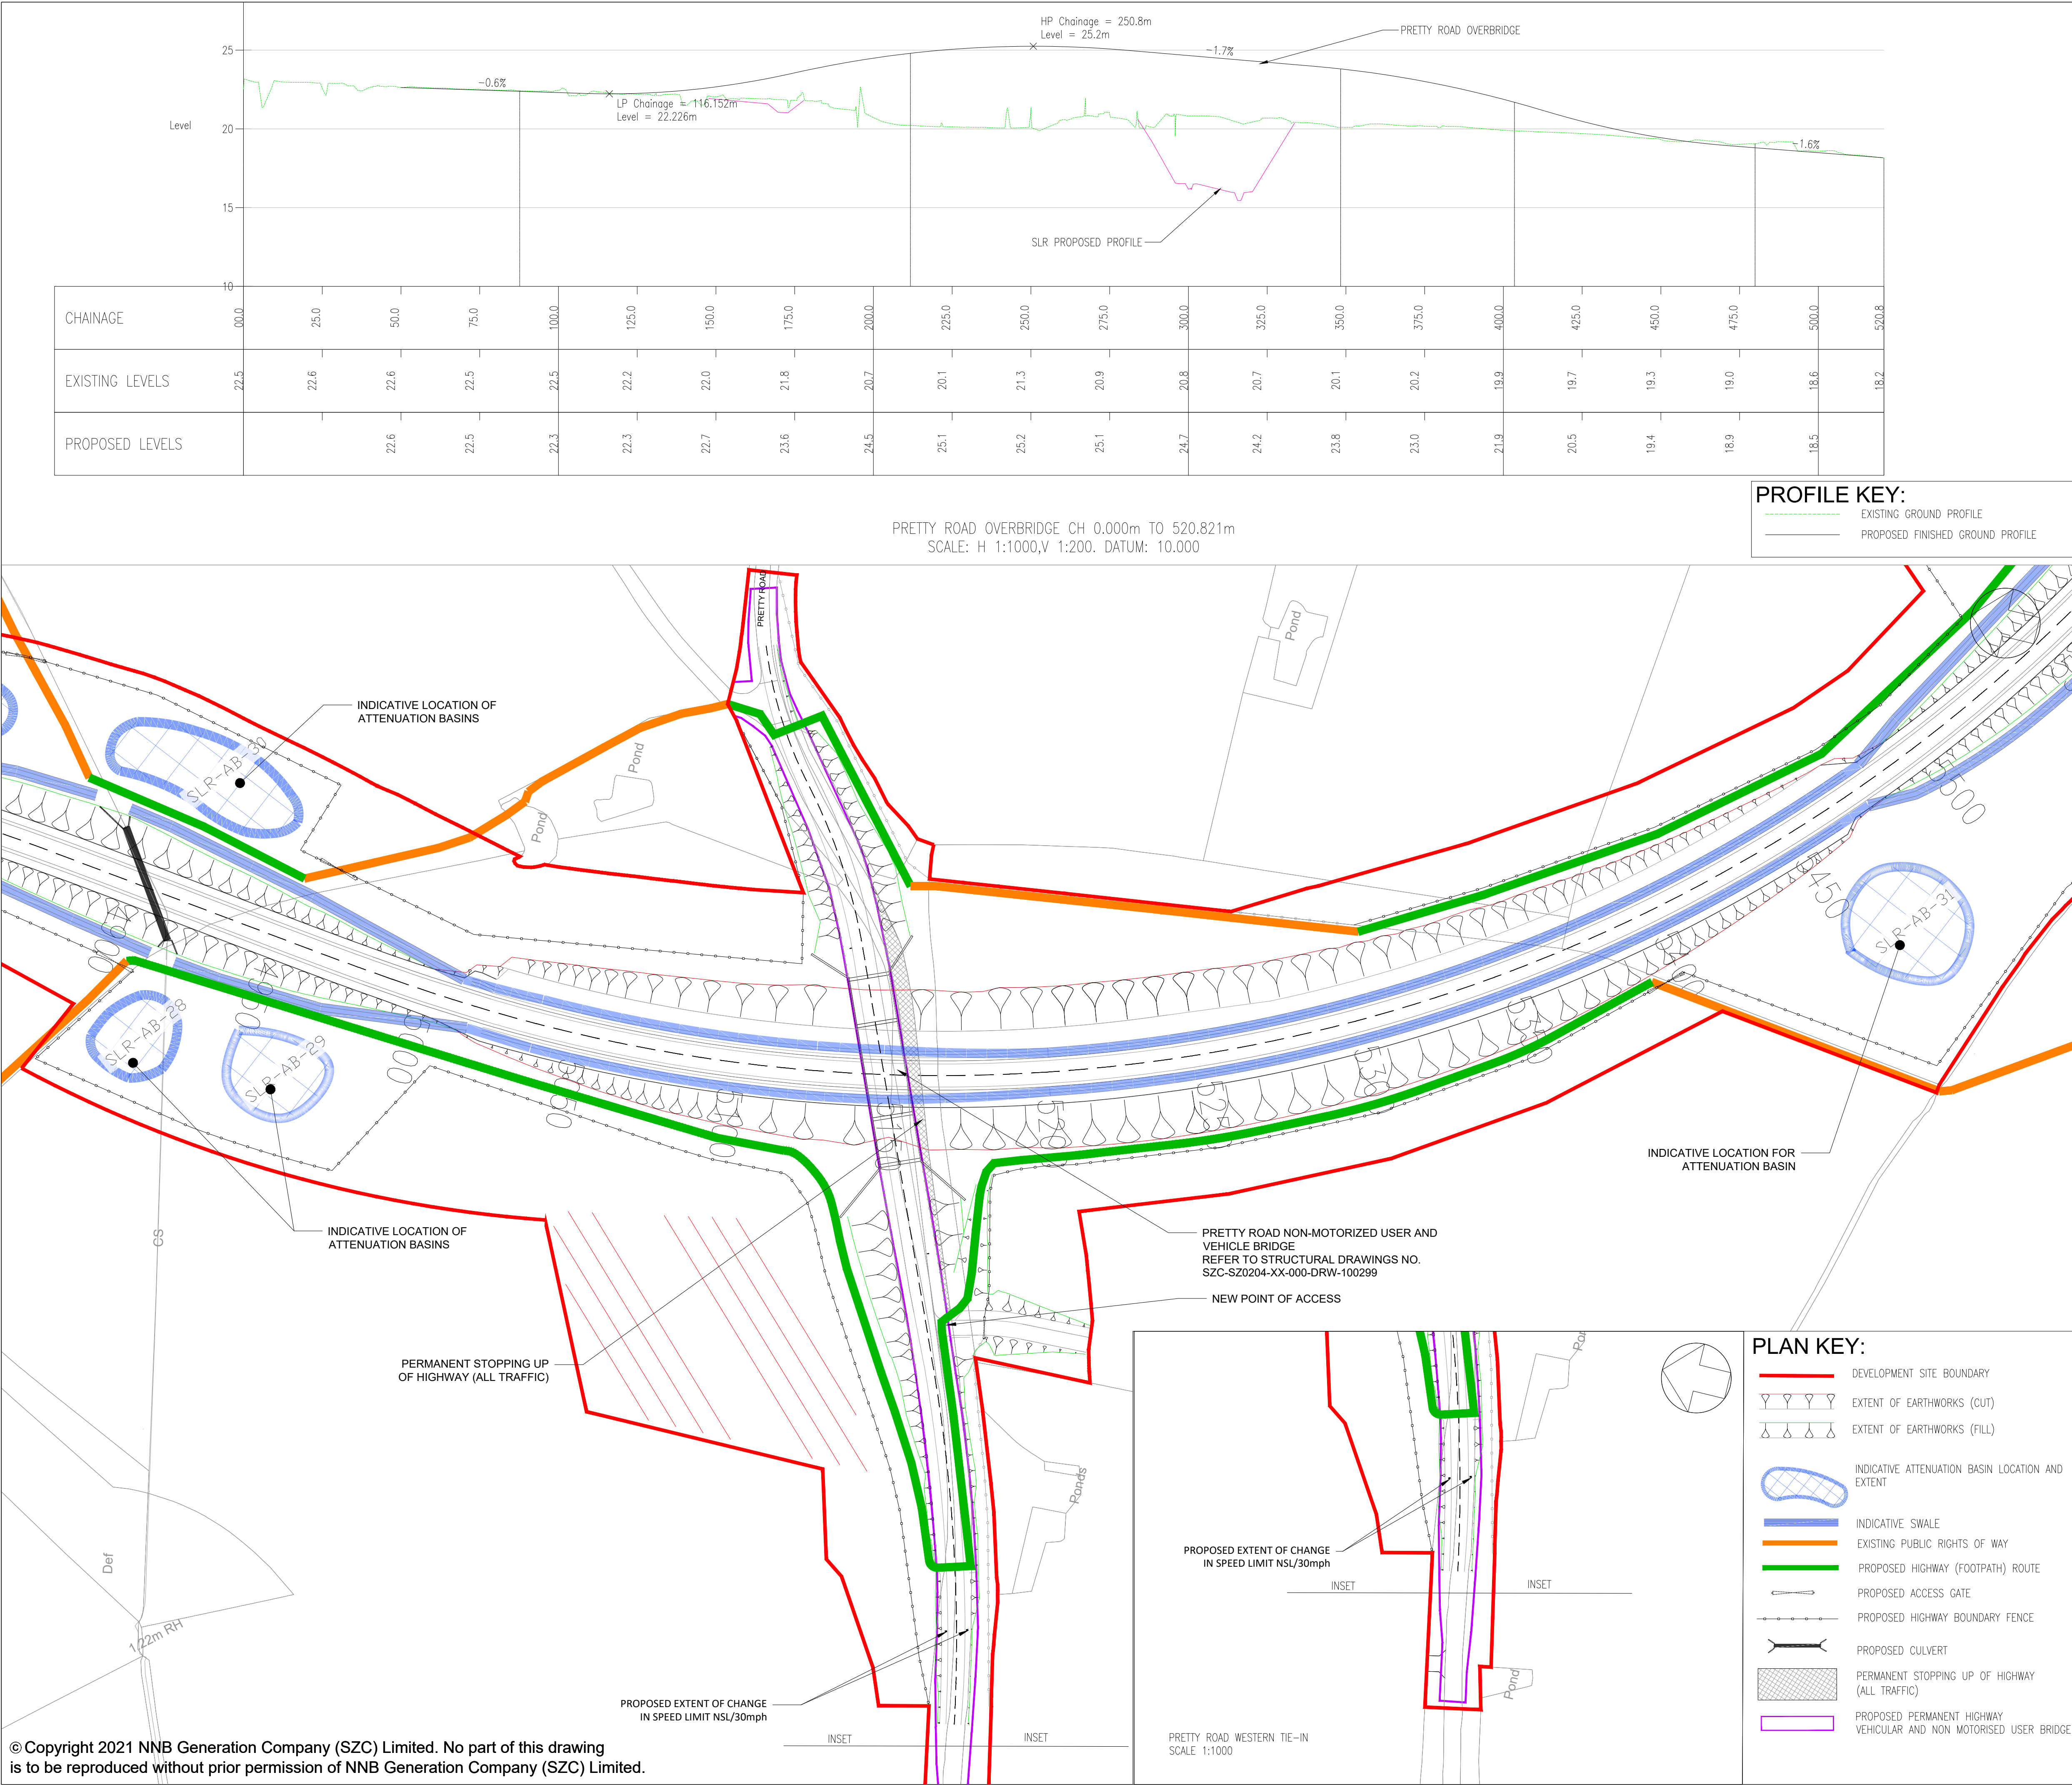 HP Chainage = 250.8m
Level = 25.2m
PRETTY ROAD OVERBRIDGE
25
-1.7%
-0.6%
LP Chainage = 116.152m
Level = 22.226m
Level
20
-1.6%
15
SLR PROPOSED PROFILE
10
CHAINAGE 00.0 25.0 50.0 75.0 100.0 125.0 150.0 175.0 200.0 225.0 250.0 275.0 300.0 325.0 350.0 375.0 400.0 425.0 450.0 475.0 500.0 520.8
EXISTING LEVELS 22.5 22.6 22.6 22.5 22.5 22.2 22.0 21.8 20.7 20.1 21.3 20.9 20.8 20.7 20.1 20.2 19.9 19.7 19.3 19.0 18.6 18.2
PROPOSED LEVELS 22.6 22.5 22.3 22.3 22.7 23.6 24.5 25.1 25.2 25.1 24.7 24.2 23.8 23.0 21.9 20.5 19.4 18.9 18.5
PROFILE KEY:
EXISTING GROUND PROFILE
PROPOSED FINISHED GROUND PROFILE
PRETTY ROAD OVERBRIDGE CH 0.000m TO 520.821m
SCALE: H 1:1000,V 1:200. DATUM: 10.000
PRETTY ROAD
Pond
INDICATIVE LOCATION OF
ATTENUATION BASINS
Pond
Pond
5500
5450
SLR-AB-31
SLR-AB-28
SLR-AB-29
INDICATIVE LOCATION FOR
ATTENUATION BASIN
INDICATIVE LOCATION OF
ATTENUATION BASINS
CS
PRETTY ROAD NON-MOTORIZED USER AND
VEHICLE BRIDGE
REFER TO STRUCTURAL DRAWINGS NO.
SZC-SZ0204-XX-000-DRW-100299
NEW POINT OF ACCESS
PERMANENT STOPPING UP
OF HIGHWAY (ALL TRAFFIC)
Ponds
Def
1.22m RH
PROPOSED EXTENT OF CHANGE
IN SPEED LIMIT NSL/30mph
INSET
INSET
PROPOSED EXTENT OF CHANGE
IN SPEED LIMIT NSL/30mph
INSET
INSET
Pond
PRETTY ROAD WESTERN TIE-IN
SCALE 1:1000
PLAN KEY:
DEVELOPMENT SITE BOUNDARY
EXTENT OF EARTHWORKS (CUT)
EXTENT OF EARTHWORKS (FILL)
INDICATIVE ATTENUATION BASIN LOCATION AND
EXTENT
INDICATIVE SWALE
EXISTING PUBLIC RIGHTS OF WAY
PROPOSED HIGHWAY (FOOTPATH) ROUTE
PROPOSED ACCESS GATE
PROPOSED HIGHWAY BOUNDARY FENCE
PROPOSED CULVERT
PERMANENT STOPPING UP OF HIGHWAY
(ALL TRAFFIC)
PROPOSED PERMANENT HIGHWAY
VEHICULAR AND NON MOTORISED USER BRIDGE
© Copyright 2021 NNB Generation Company (SZC) Limited. No part of this drawing
is to be reproduced without prior permission of NNB Generation Company (SZC) Limited.